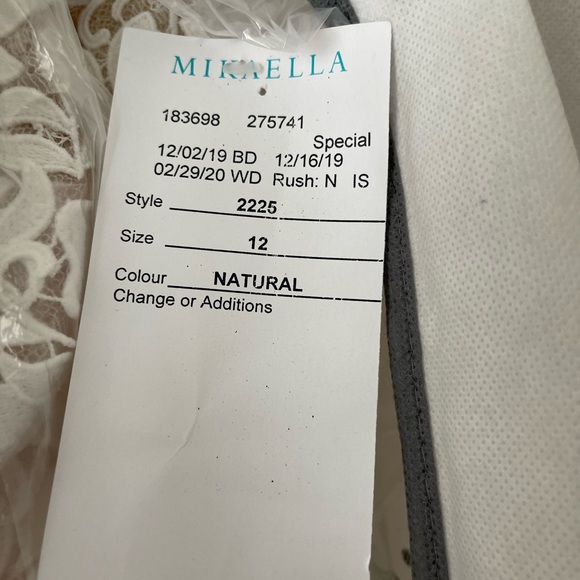 MIKAELLA
183698 275741
Special
12/02/19 BD 12/16/19
02/29/20 WD Rush: N IS
Style 2225
Size 12
Colour NATURAL
Change or Additions